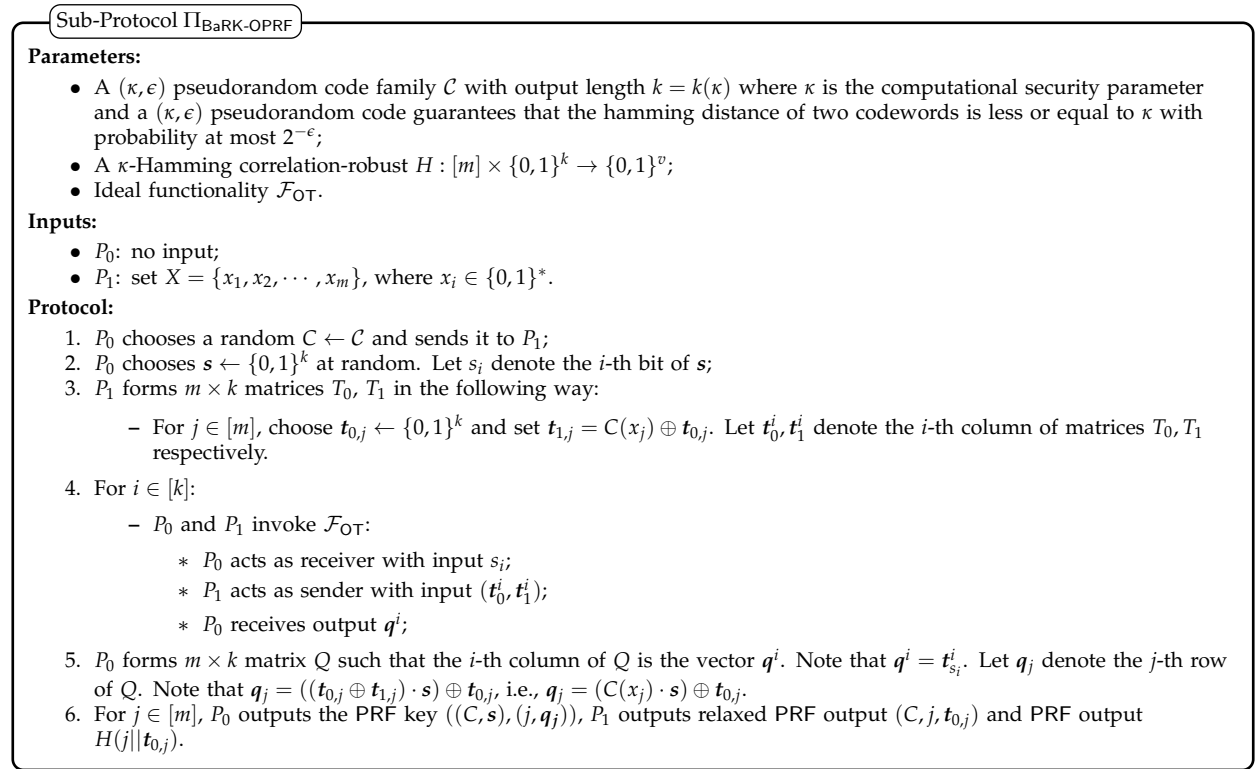 Sub-Protocol Π_BaRK-OPRF
Parameters:
• A (κ, ϵ) pseudorandom code family 𝒞 with output length k = k(κ) where κ is the computational security parameter
and a (κ, ϵ) pseudorandom code guarantees that the hamming distance of two codewords is less or equal to κ with
probability at most 2^{−ϵ};
• A κ-Hamming correlation-robust H : [m] × {0, 1}^k → {0, 1}^v;
• Ideal functionality ℱ_OT.
Inputs:
• P_0: no input;
• P_1: set X = {x_1, x_2, ⋯ , x_m}, where x_i ∈ {0, 1}^*.
Protocol:
1. P_0 chooses a random C ← 𝒞 and sends it to P_1;
2. P_0 chooses s ← {0, 1}^k at random. Let s_i denote the i-th bit of s;
3. P_1 forms m × k matrices T_0, T_1 in the following way:
– For j ∈ [m], choose t_{0,j} ← {0, 1}^k and set t_{1,j} = C(x_j) ⊕ t_{0,j}. Let t_0^i, t_1^i denote the i-th column of matrices T_0, T_1
respectively.
4. For i ∈ [k]:
– P_0 and P_1 invoke ℱ_OT:
∗ P_0 acts as receiver with input s_i;
∗ P_1 acts as sender with input (t_0^i, t_1^i);
∗ P_0 receives output q^i;
5. P_0 forms m × k matrix Q such that the i-th column of Q is the vector q^i. Note that q^i = t_{s_i}^i. Let q_j denote the j-th row
of Q. Note that q_j = ((t_{0,j} ⊕ t_{1,j}) · s) ⊕ t_{0,j}, i.e., q_j = (C(x_j) · s) ⊕ t_{0,j}.
6. For j ∈ [m], P_0 outputs the PRF key ((C, s), (j, q_j)), P_1 outputs relaxed PRF output (C, j, t_{0,j}) and PRF output
H(j||t_{0,j}).